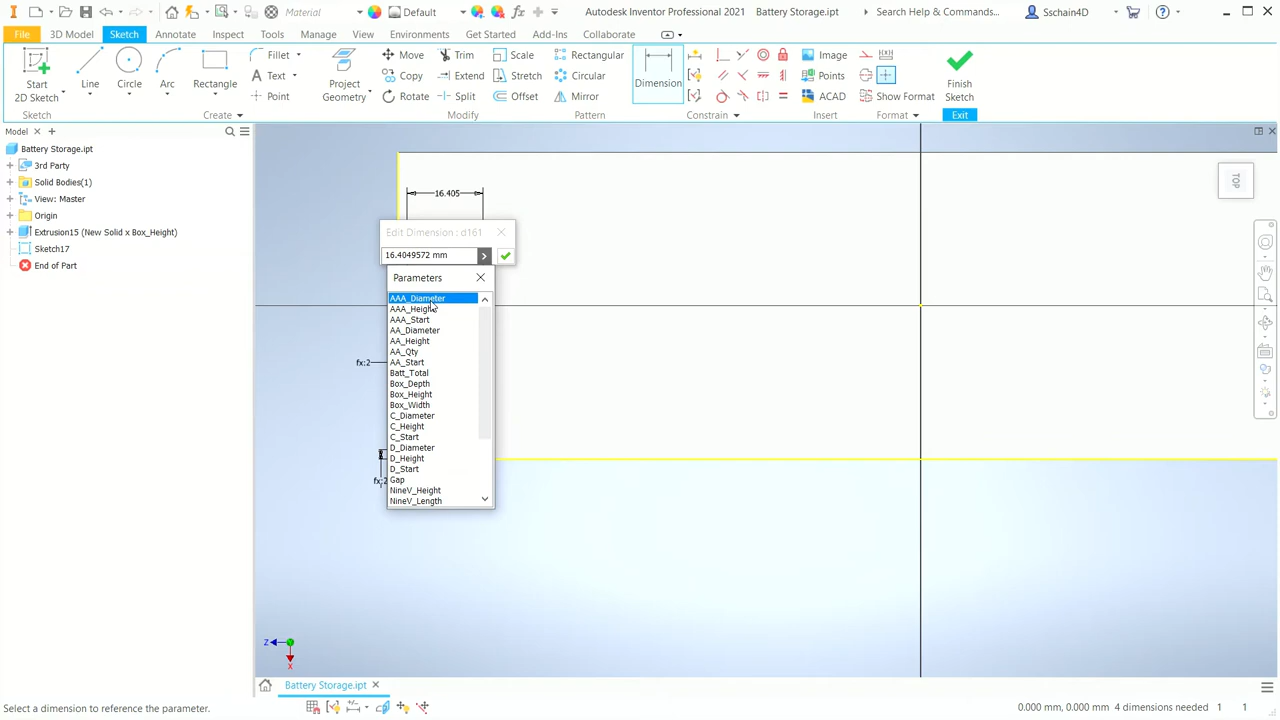 Material
Default
Autodesk Inventor Professional 2021 Battery Storage.ipt
Search Help & Commands...
Sschain4D
File 3D Model Sketch Annotate Inspect Tools Manage View Environments Get Started Add-Ins Collaborate
Start
2D Sketch
Line
Circle
Arc
Rectangle
Fillet
Text
Point
Project
Geometry
Move
Copy
Rotate
Trim
Extend
Split
Scale
Stretch
Offset
Rectangular
Circular
Mirror
Dimension
Image
Points
ACAD
Show Format
Finish
Sketch
Sketch Create Modify Pattern Constrain Insert Format Exit
Model
Battery Storage.ipt
3rd Party
Solid Bodies(1)
View: Master
Origin
Extrusion15 (New Solid x Box_Height)
Sketch17
End of Part
TOP
16.405
Edit Dimension : d161
16.4049572 mm
Parameters
AAA_Diameter
AAA_Height
AAA_Start
AA_Diameter
AA_Height
AA_Qty
AA_Start
Batt_Total
Box_Depth
Box_Height
Box_Width
C_Diameter
C_Height
C_Start
D_Diameter
D_Height
D_Start
Gap
NineV_Height
NineV_Length
fx:2
fx:2
Z
X
Battery Storage.ipt
Select a dimension to reference the parameter.
0.000 mm, 0.000 mm 4 dimensions needed 1 1